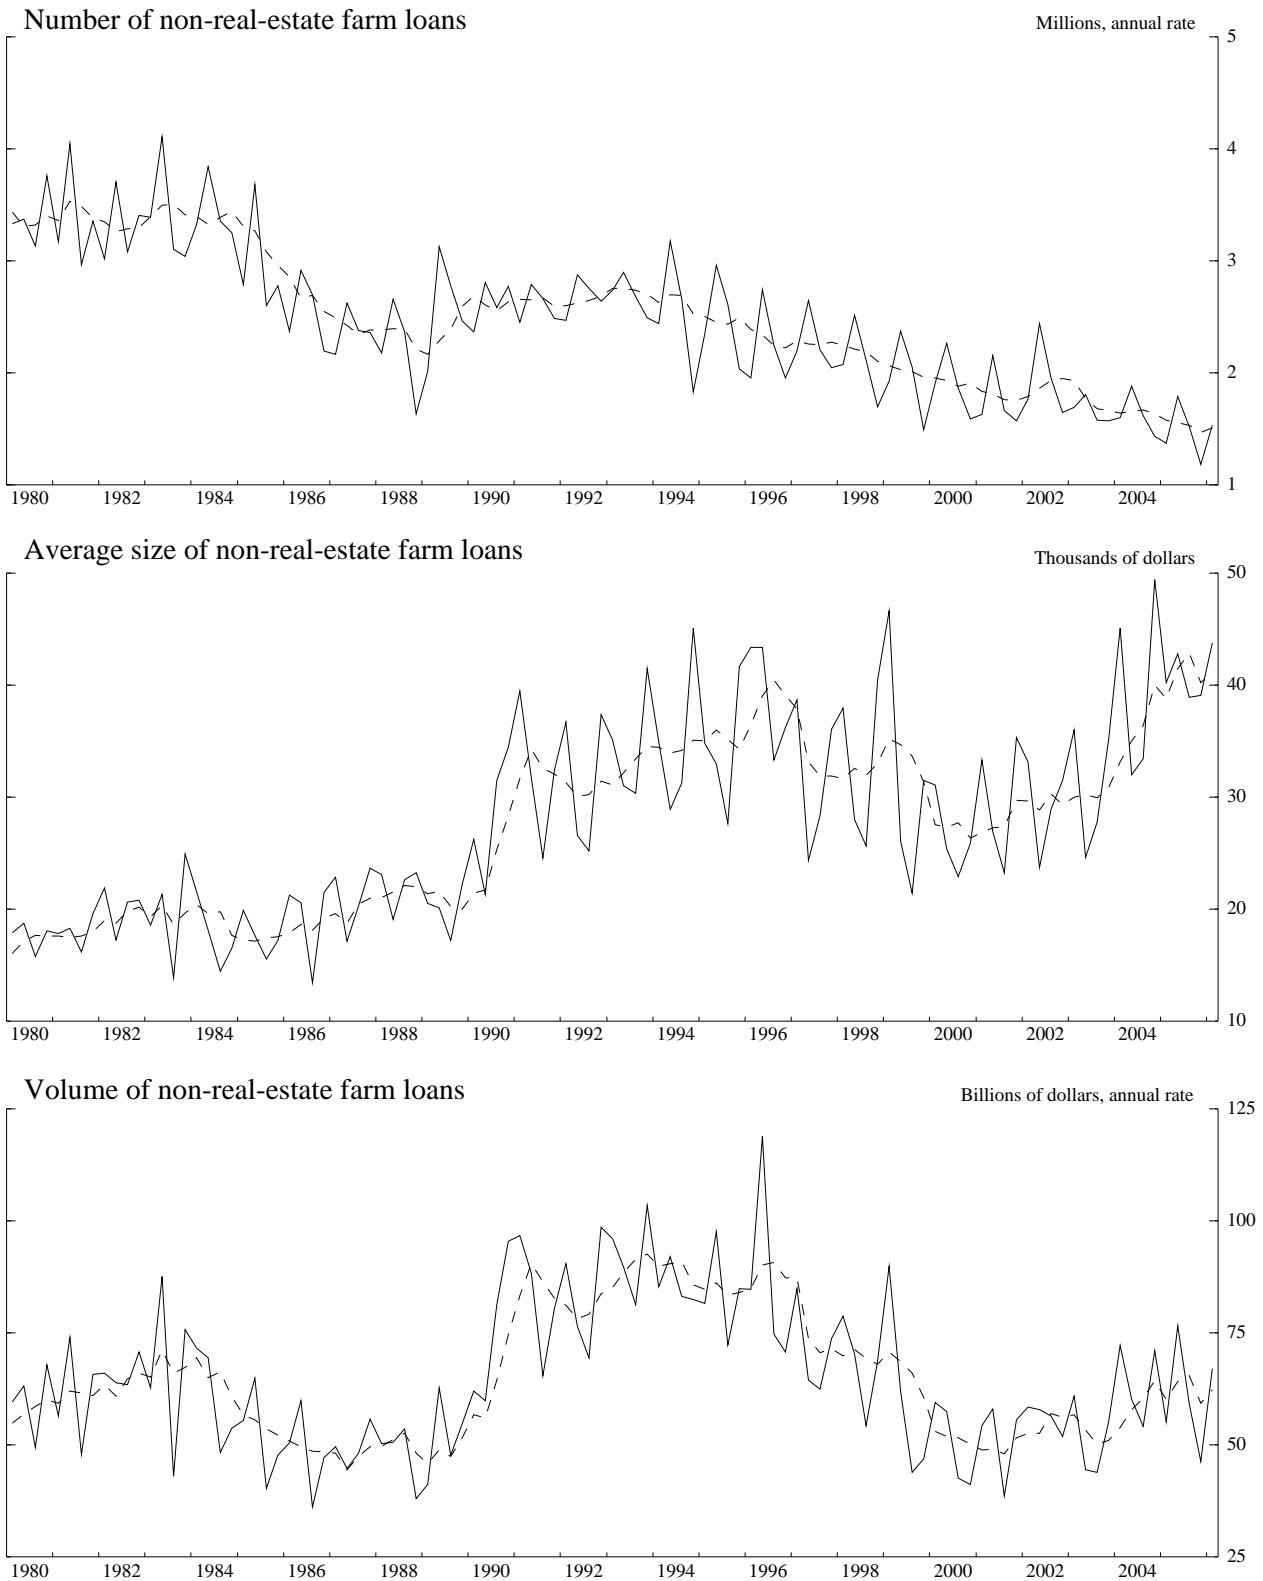 Number of non-real-estate farm loans
Millions, annual rate
5
4
3
2
1
1980 1982 1984 1986 1988 1990 1992 1994 1996 1998 2000 2002 2004
Average size of non-real-estate farm loans
Thousands of dollars
50
40
30
20
10
1980 1982 1984 1986 1988 1990 1992 1994 1996 1998 2000 2002 2004
Volume of non-real-estate farm loans
Billions of dollars, annual rate
125
100
75
50
25
1980 1982 1984 1986 1988 1990 1992 1994 1996 1998 2000 2002 2004